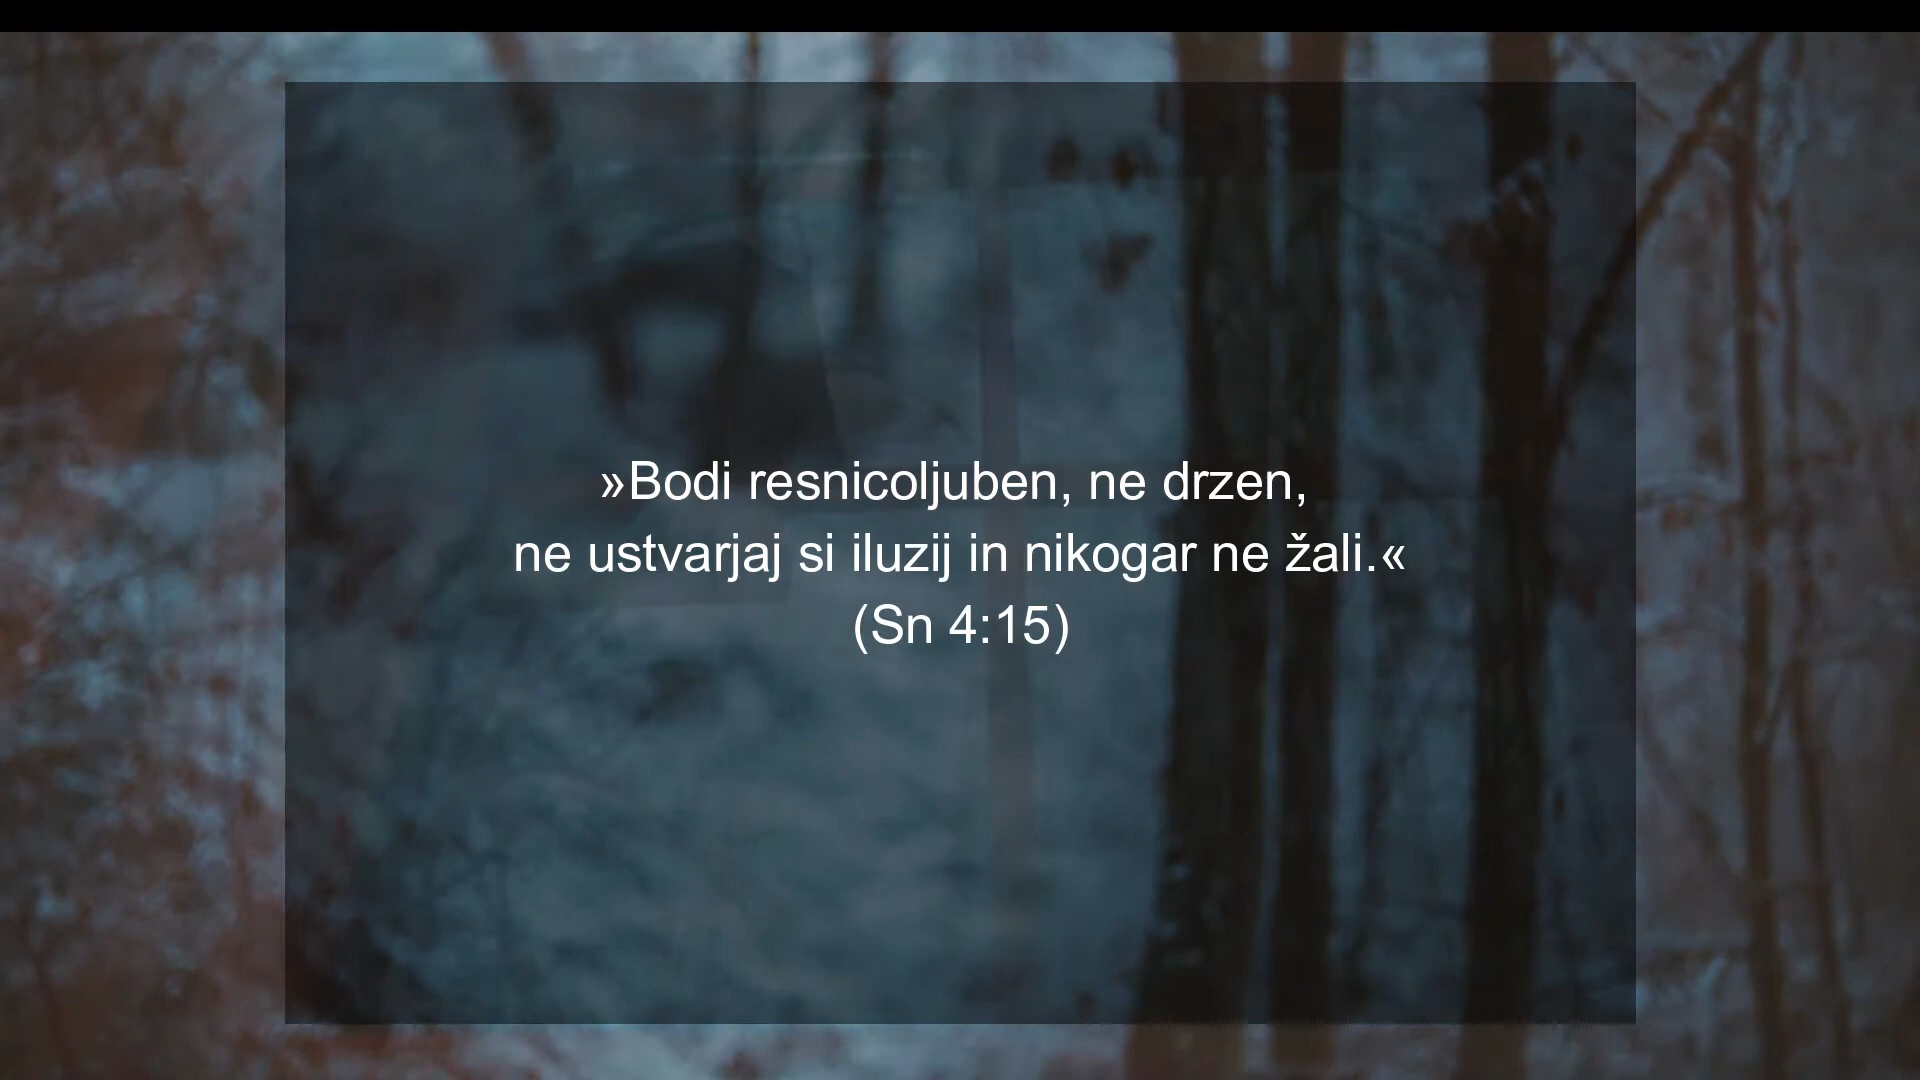 »Bodi resnicoljuben, ne drzen,
ne ustvarjaj si iluzij in nikogar ne žali.«
(Sn 4:15)